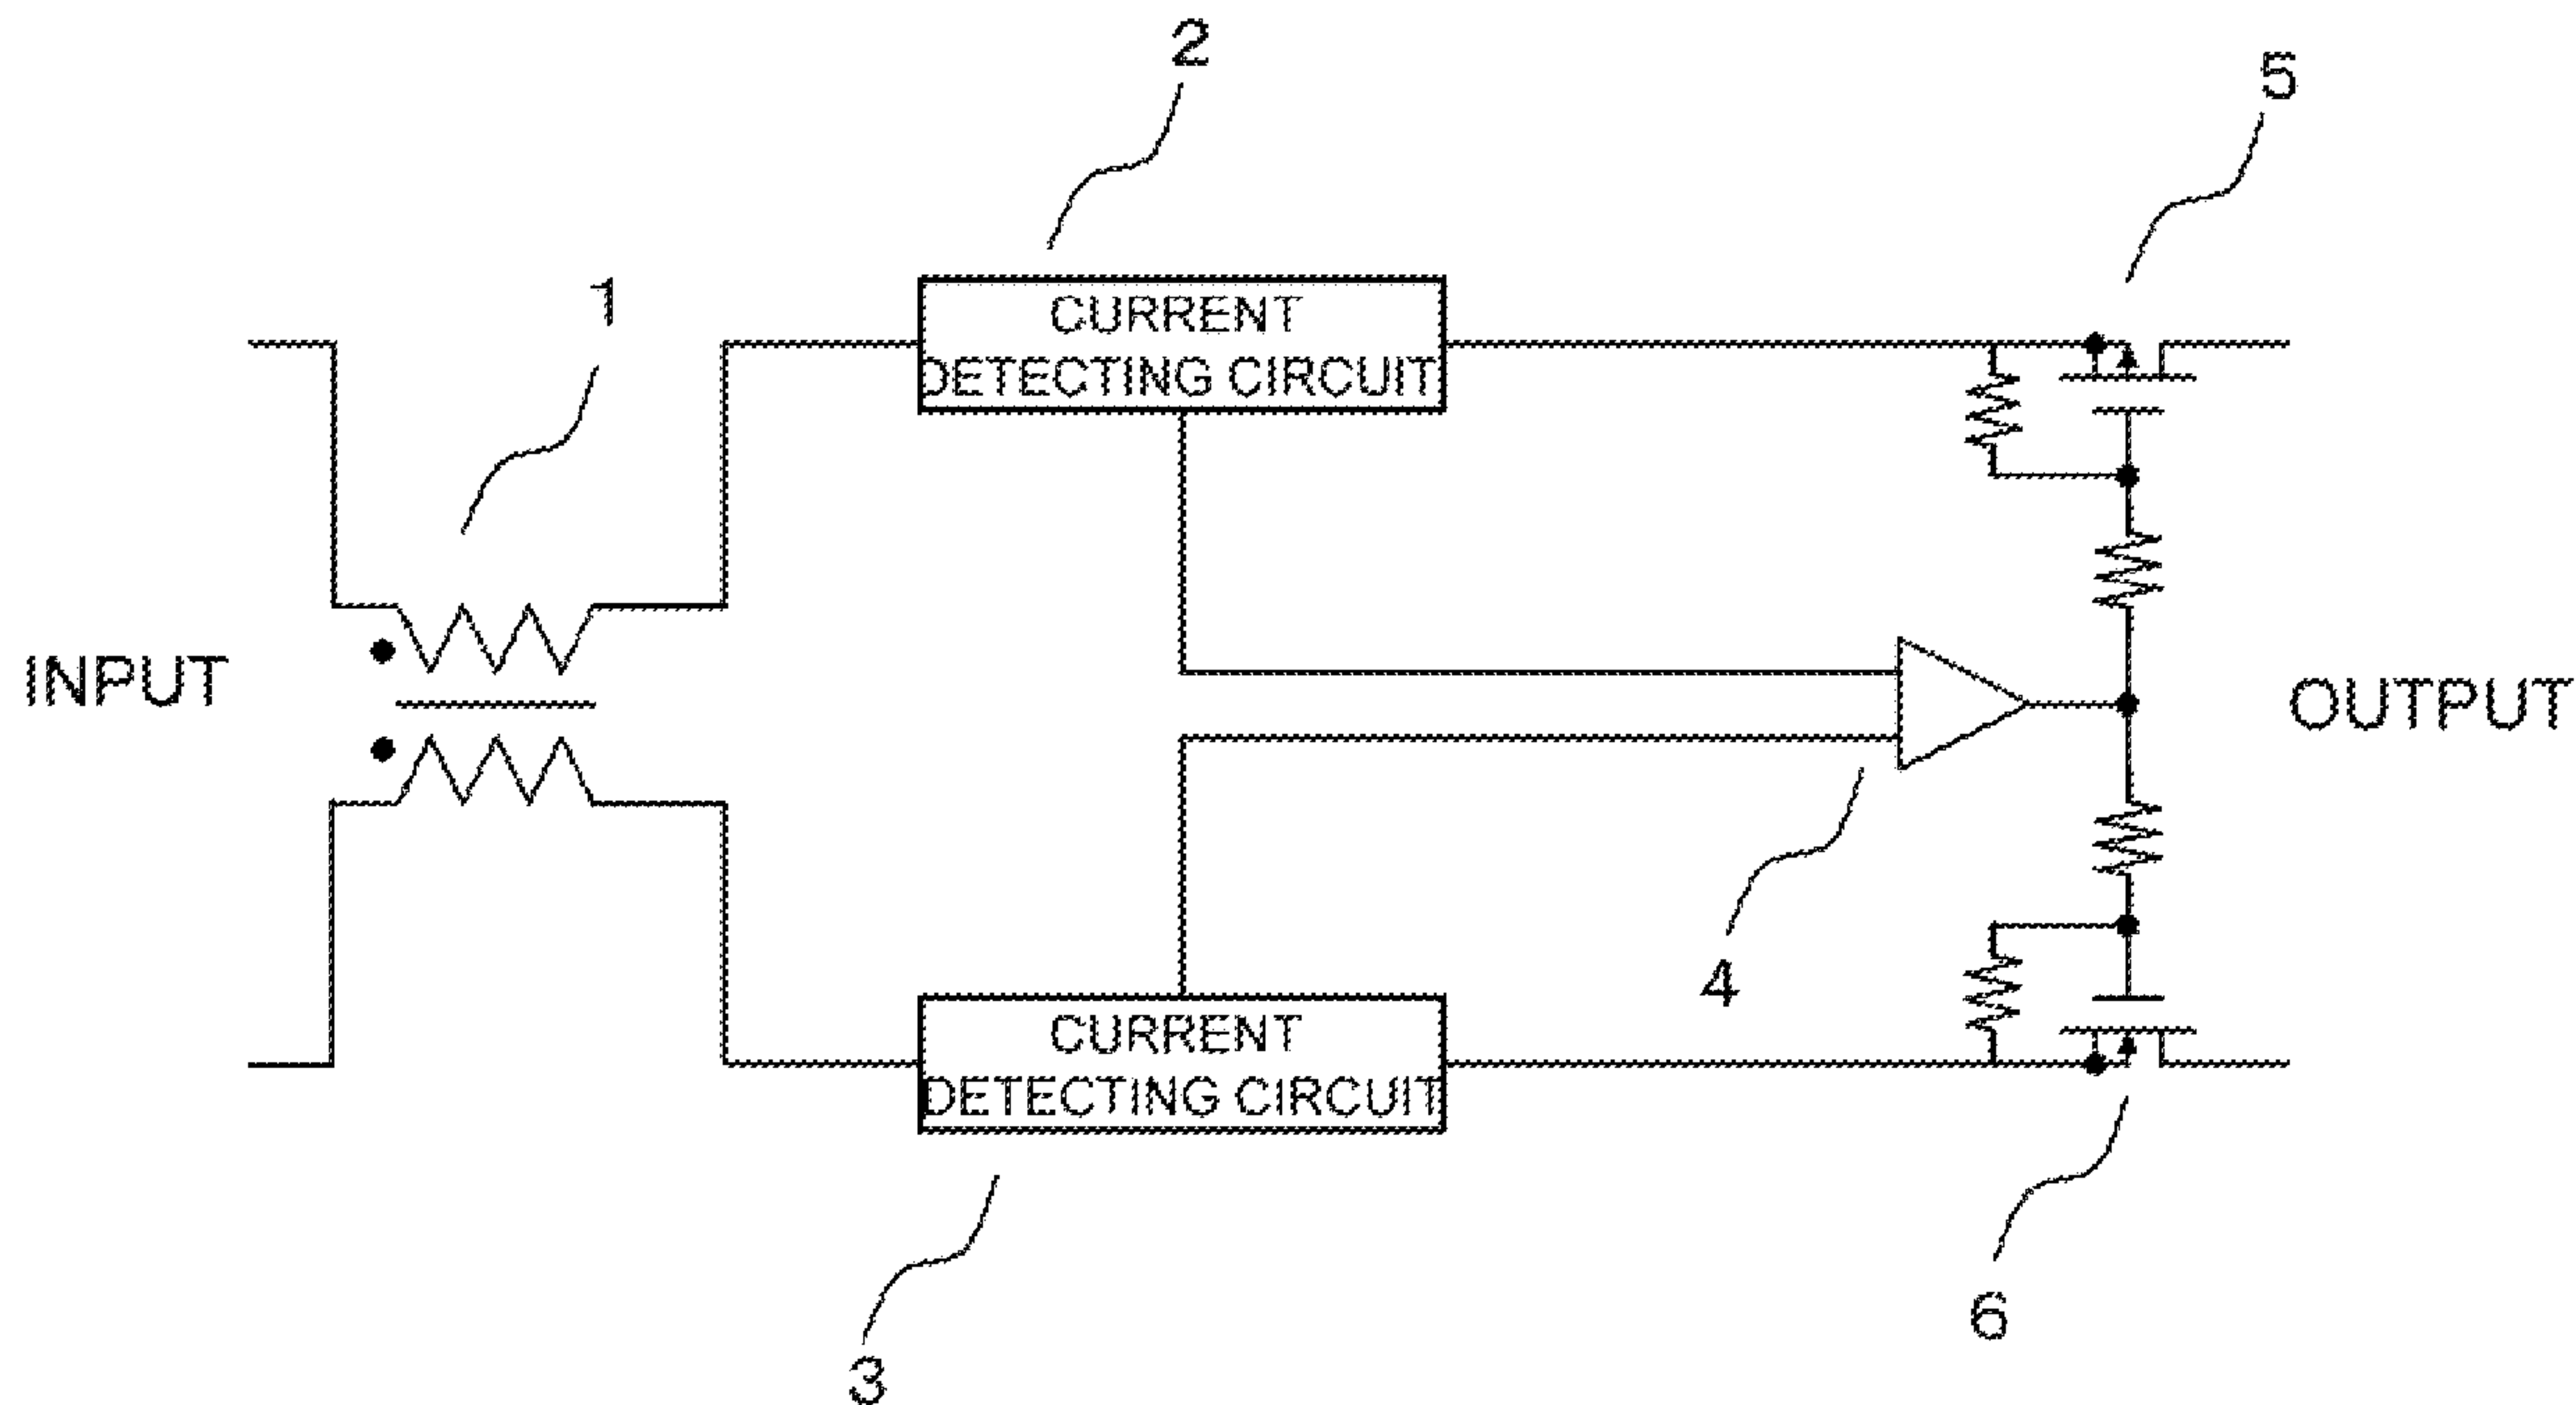 2
5
1
CURRENT
DETECTING CIRCUIT
INPUT
OUTPUT
4
CURRENT
DETECTING CIRCUIT
6
3